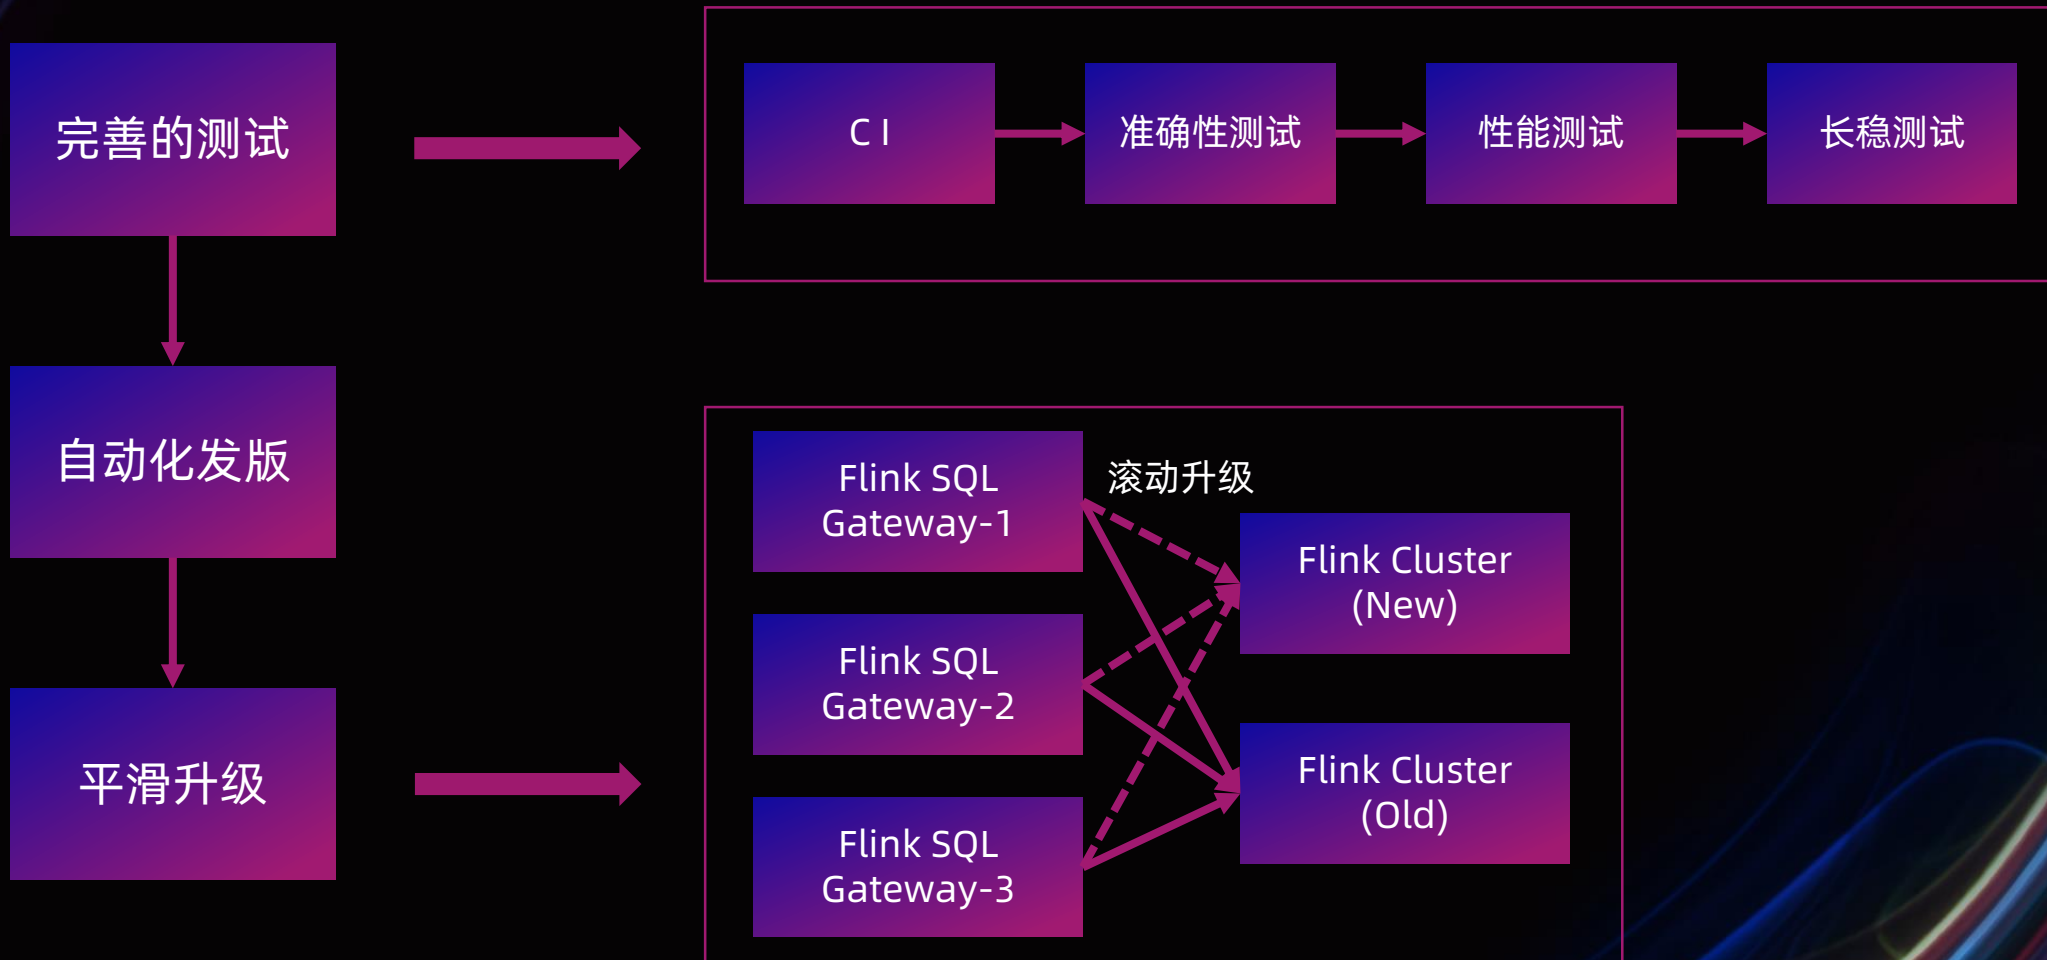 完善的测试
CI
准确性测试
性能测试
长稳测试
自动化发版
平滑升级
Flink SQL
Gateway-1
滚动升级
Flink Cluster
(New)
Flink SQL
Gateway-2
Flink Cluster
(Old)
Flink SQL
Gateway-3